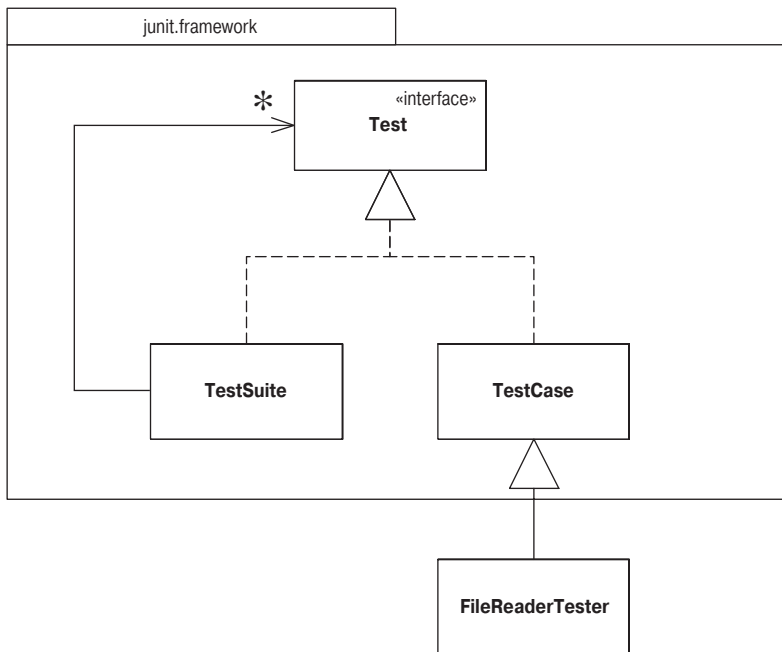 junit.framework
*
«interface»
Test
TestSuite
TestCase
FileReaderTester